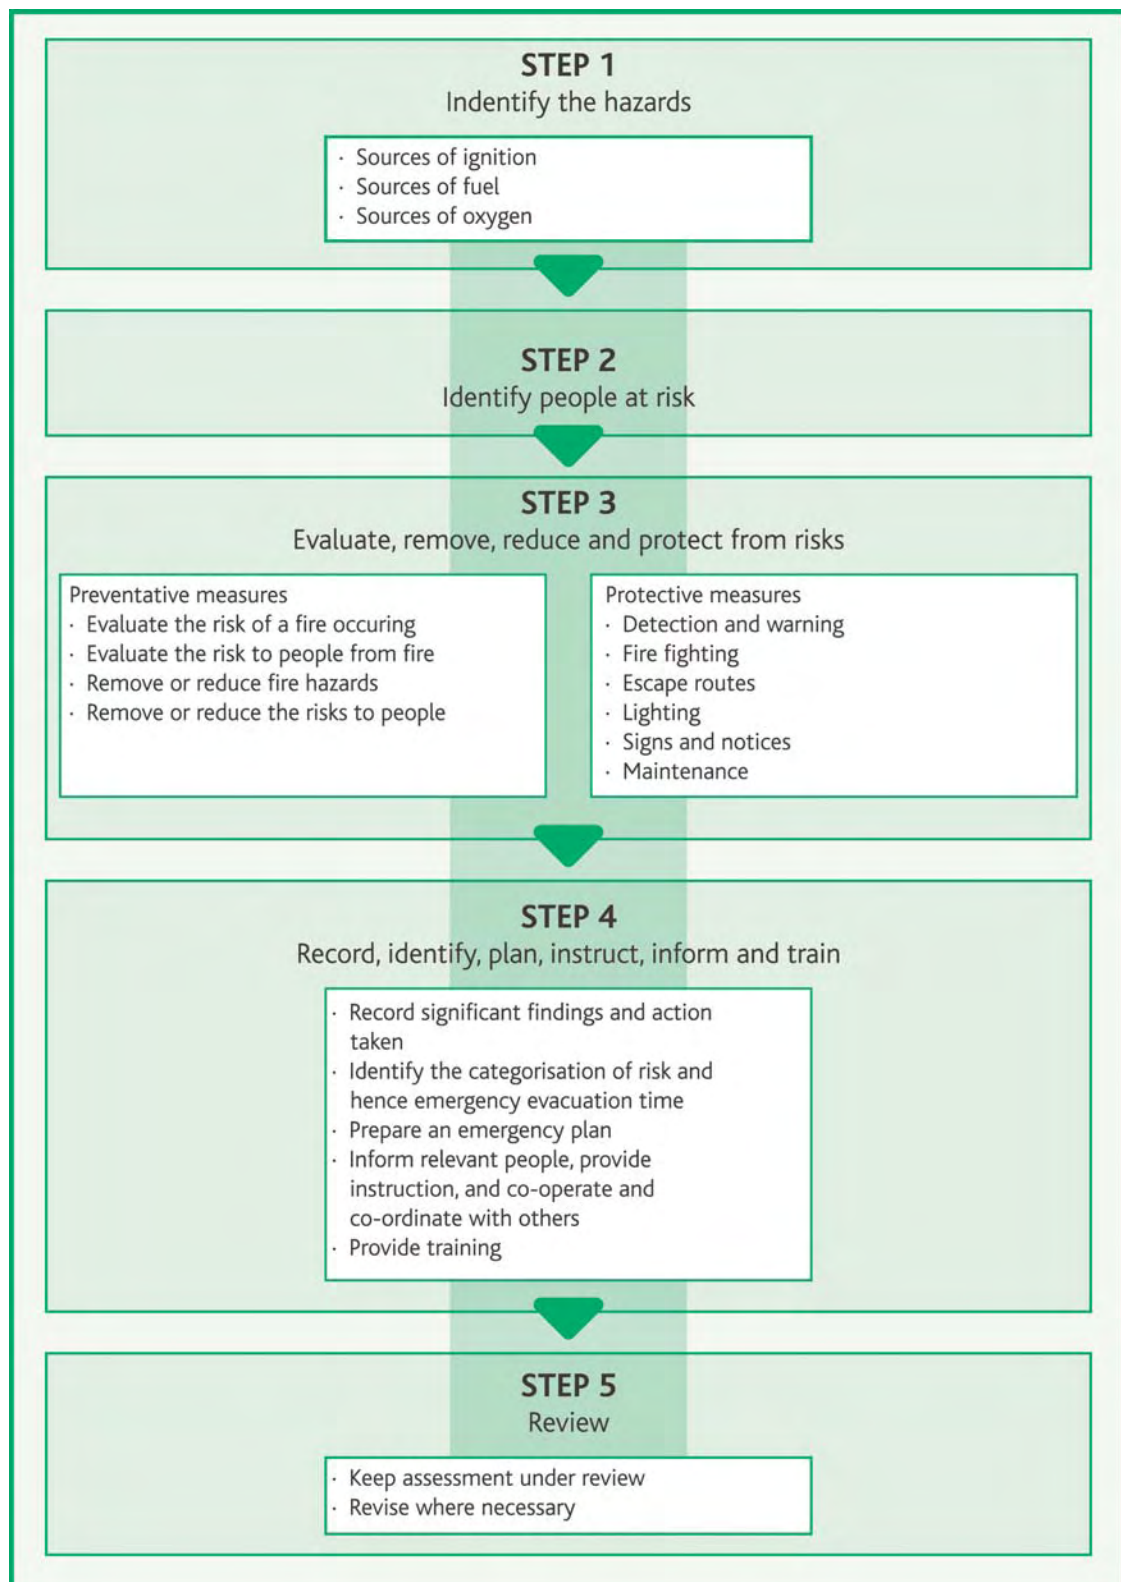 STEP 1
Indentify the hazards
· Sources of ignition
· Sources of fuel
· Sources of oxygen
STEP 2
Identify people at risk
STEP 3
Evaluate, remove, reduce and protect from risks
Preventative measures
· Evaluate the risk of a fire occuring
· Evaluate the risk to people from fire
· Remove or reduce fire hazards
· Remove or reduce the risks to people
Protective measures
· Detection and warning
· Fire fighting
· Escape routes
· Lighting
· Signs and notices
· Maintenance
STEP 4
Record, identify, plan, instruct, inform and train
· Record significant findings and action
taken
· Identify the categorisation of risk and
hence emergency evacuation time
· Prepare an emergency plan
· Inform relevant people, provide
instruction, and co-operate and
co-ordinate with others
· Provide training
STEP 5
Review
· Keep assessment under review
· Revise where necessary